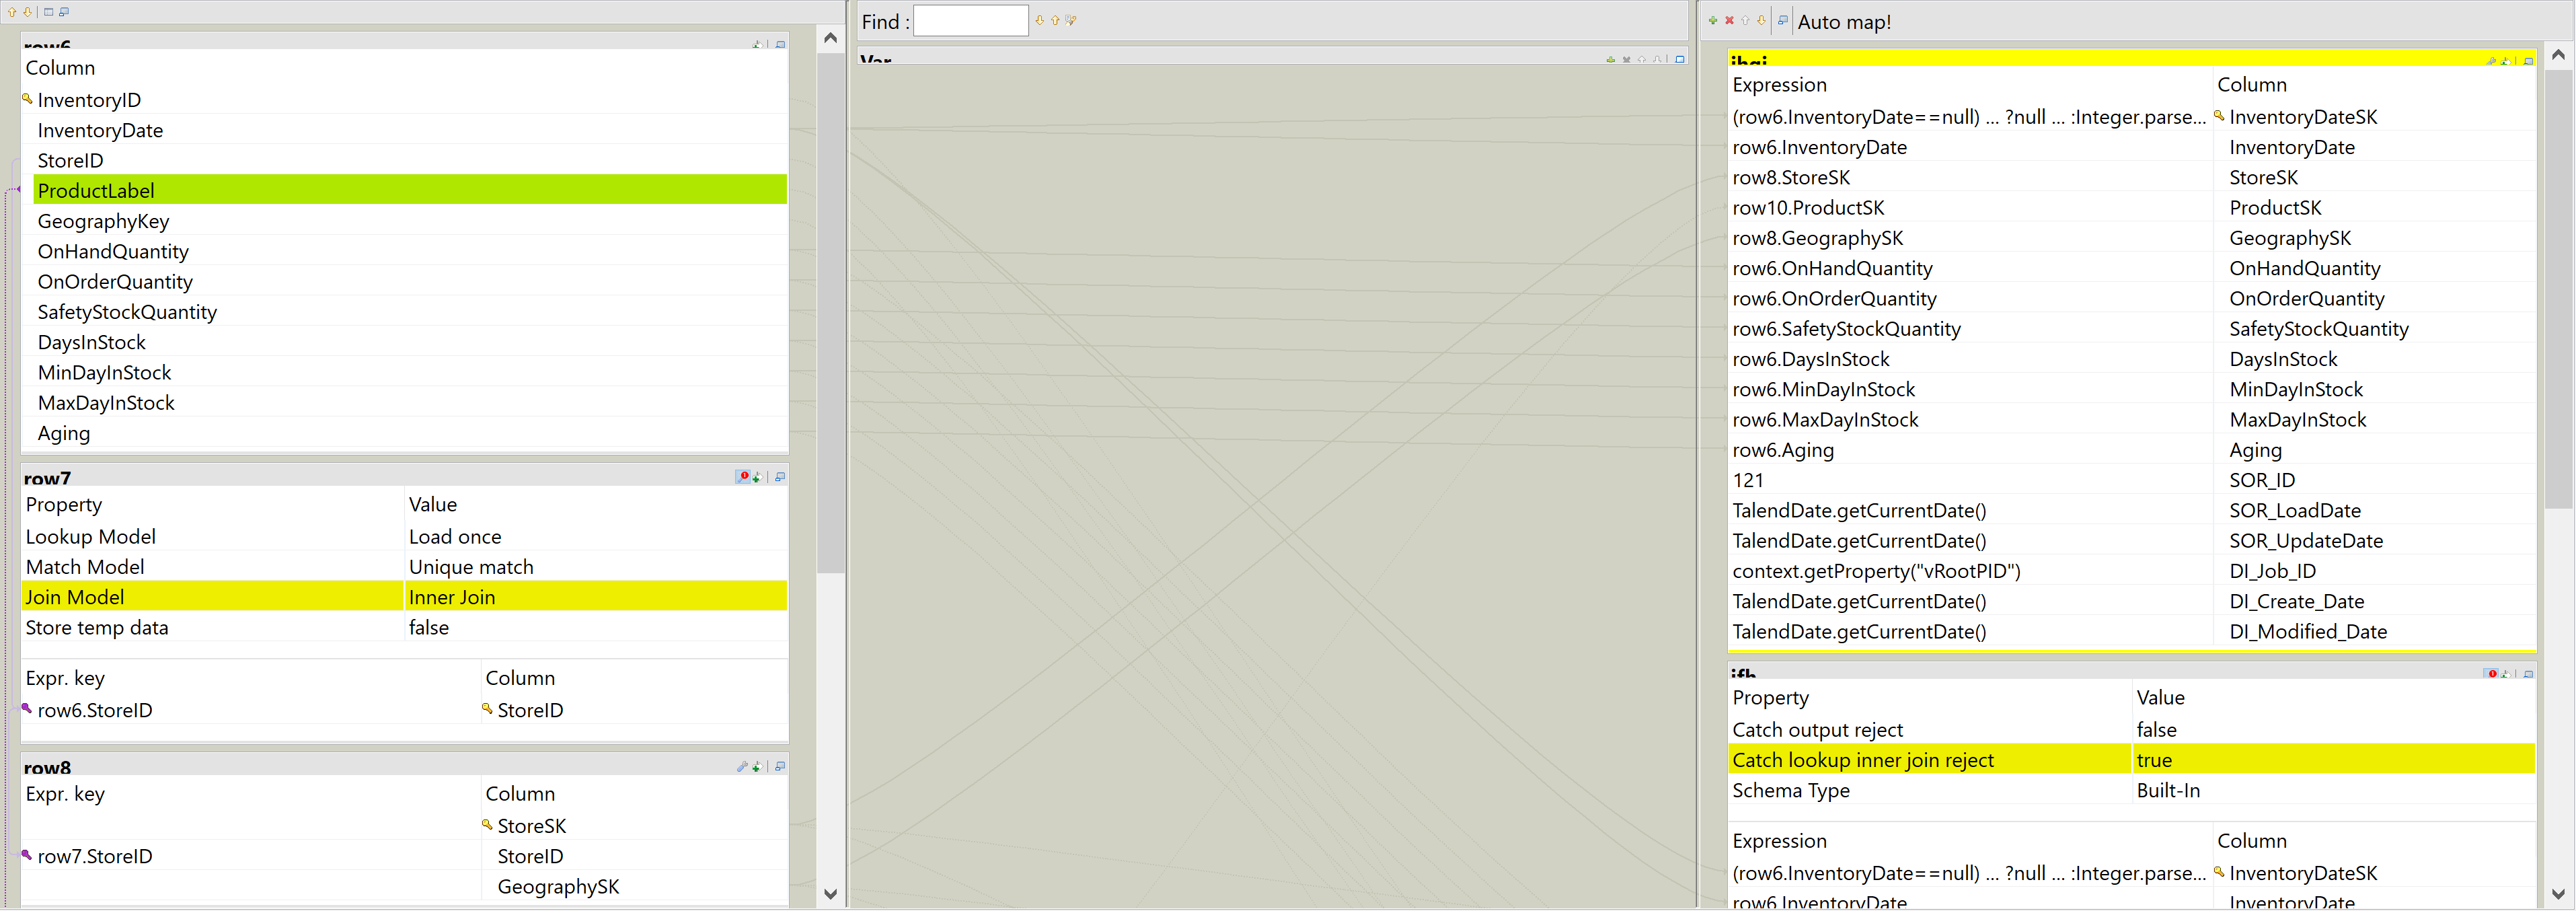 row6
Column
InventoryID
InventoryDate
StoreID
ProductLabel
GeographyKey
OnHandQuantity
OnOrderQuantity
SafetyStockQuantity
DaysInStock
MinDayInStock
MaxDayInStock
Aging
row7
Property Value
Lookup Model Load once
Match Model Unique match
Join Model Inner Join
Store temp data false
Expr. key Column
row6.StoreID StoreID
row8
Expr. key Column
StoreSK
row7.StoreID StoreID
GeographySK
Find :
Var
Auto map!
Expression Column
(row6.InventoryDate==null) ... ?null ... :Integer.parse... InventoryDateSK
row6.InventoryDate InventoryDate
row8.StoreSK StoreSK
row10.ProductSK ProductSK
row8.GeographySK GeographySK
row6.OnHandQuantity OnHandQuantity
row6.OnOrderQuantity OnOrderQuantity
row6.SafetyStockQuantity SafetyStockQuantity
row6.DaysInStock DaysInStock
row6.MinDayInStock MinDayInStock
row6.MaxDayInStock MaxDayInStock
row6.Aging Aging
121 SOR_ID
TalendDate.getCurrentDate() SOR_LoadDate
TalendDate.getCurrentDate() SOR_UpdateDate
context.getProperty("vRootPID") DI_Job_ID
TalendDate.getCurrentDate() DI_Create_Date
TalendDate.getCurrentDate() DI_Modified_Date
Property Value
Catch output reject false
Catch lookup inner join reject true
Schema Type Built-In
Expression Column
(row6.InventoryDate==null) ... ?null ... :Integer.parse... InventoryDateSK
row6.InventoryDate InventoryDate